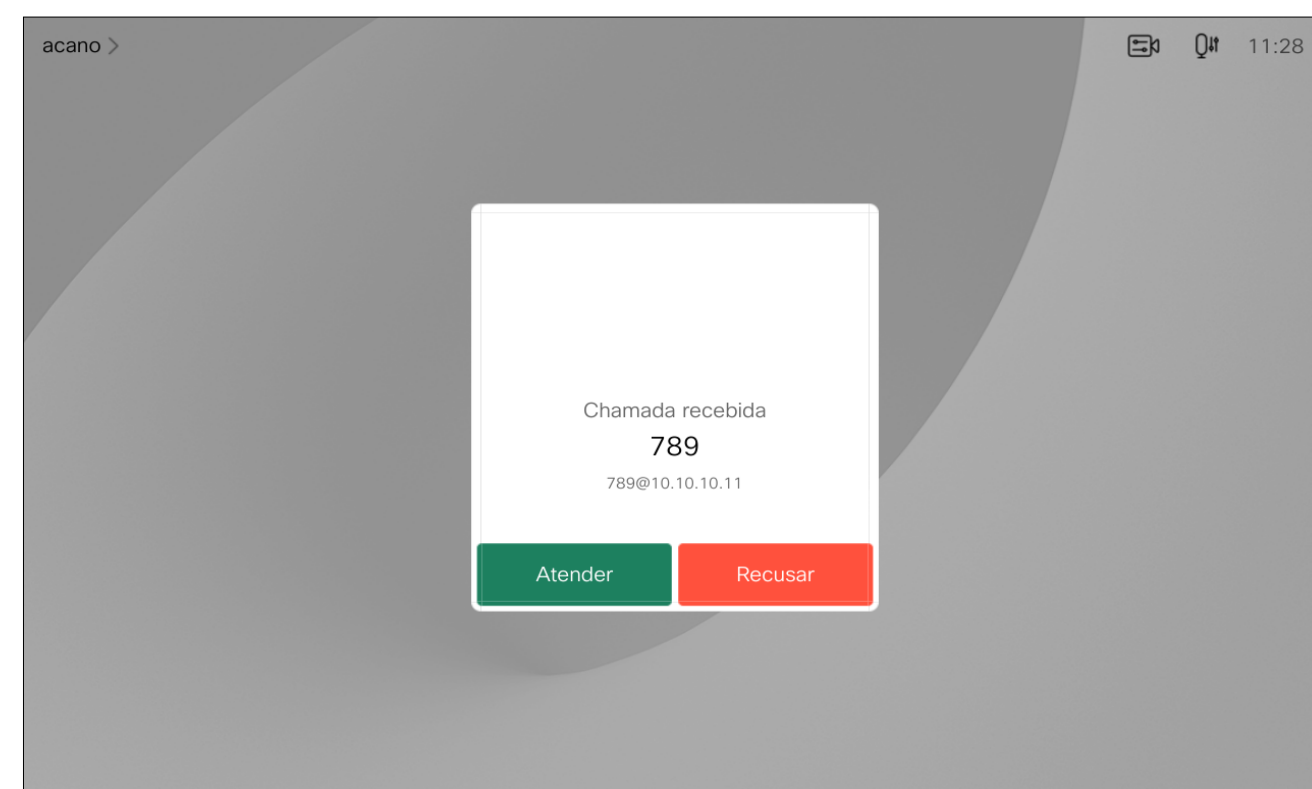 acano
11:28
Chamada recebida
789
789@10.10.10.11
Atender
Recusar